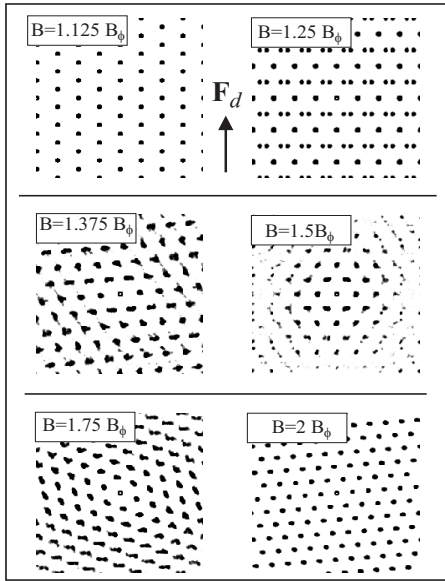 B=1.125 B𝜙
B=1.25 B𝜙
F𝑑
B=1.375 B𝜙
B=1.5B𝜙
B=1.75 B𝜙
B=2 B𝜙